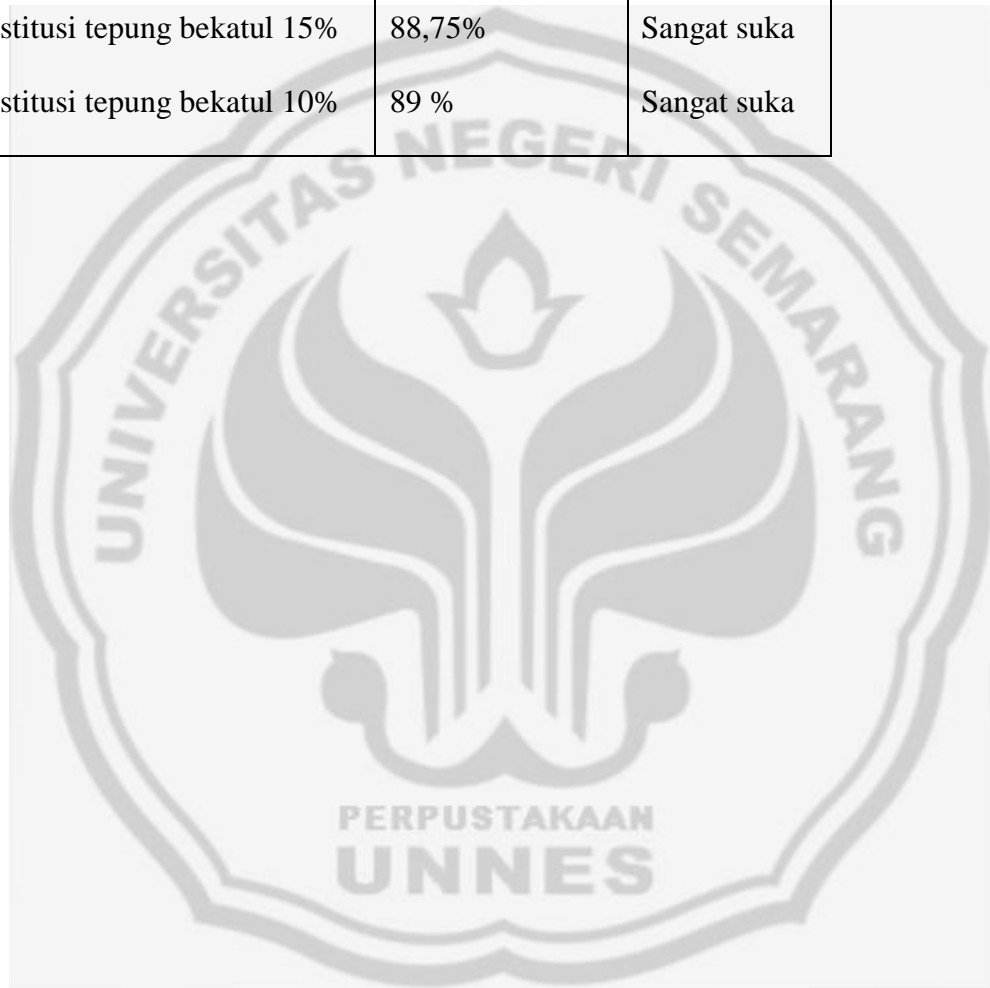 stitusi tepung bekatul 15% 88,75% Sangat suka
stitusi tepung bekatul 10% 89 % Sangat suka
UNIVERSITAS NEGERI SEMARANG
PERPUSTAKAAN
UNNES